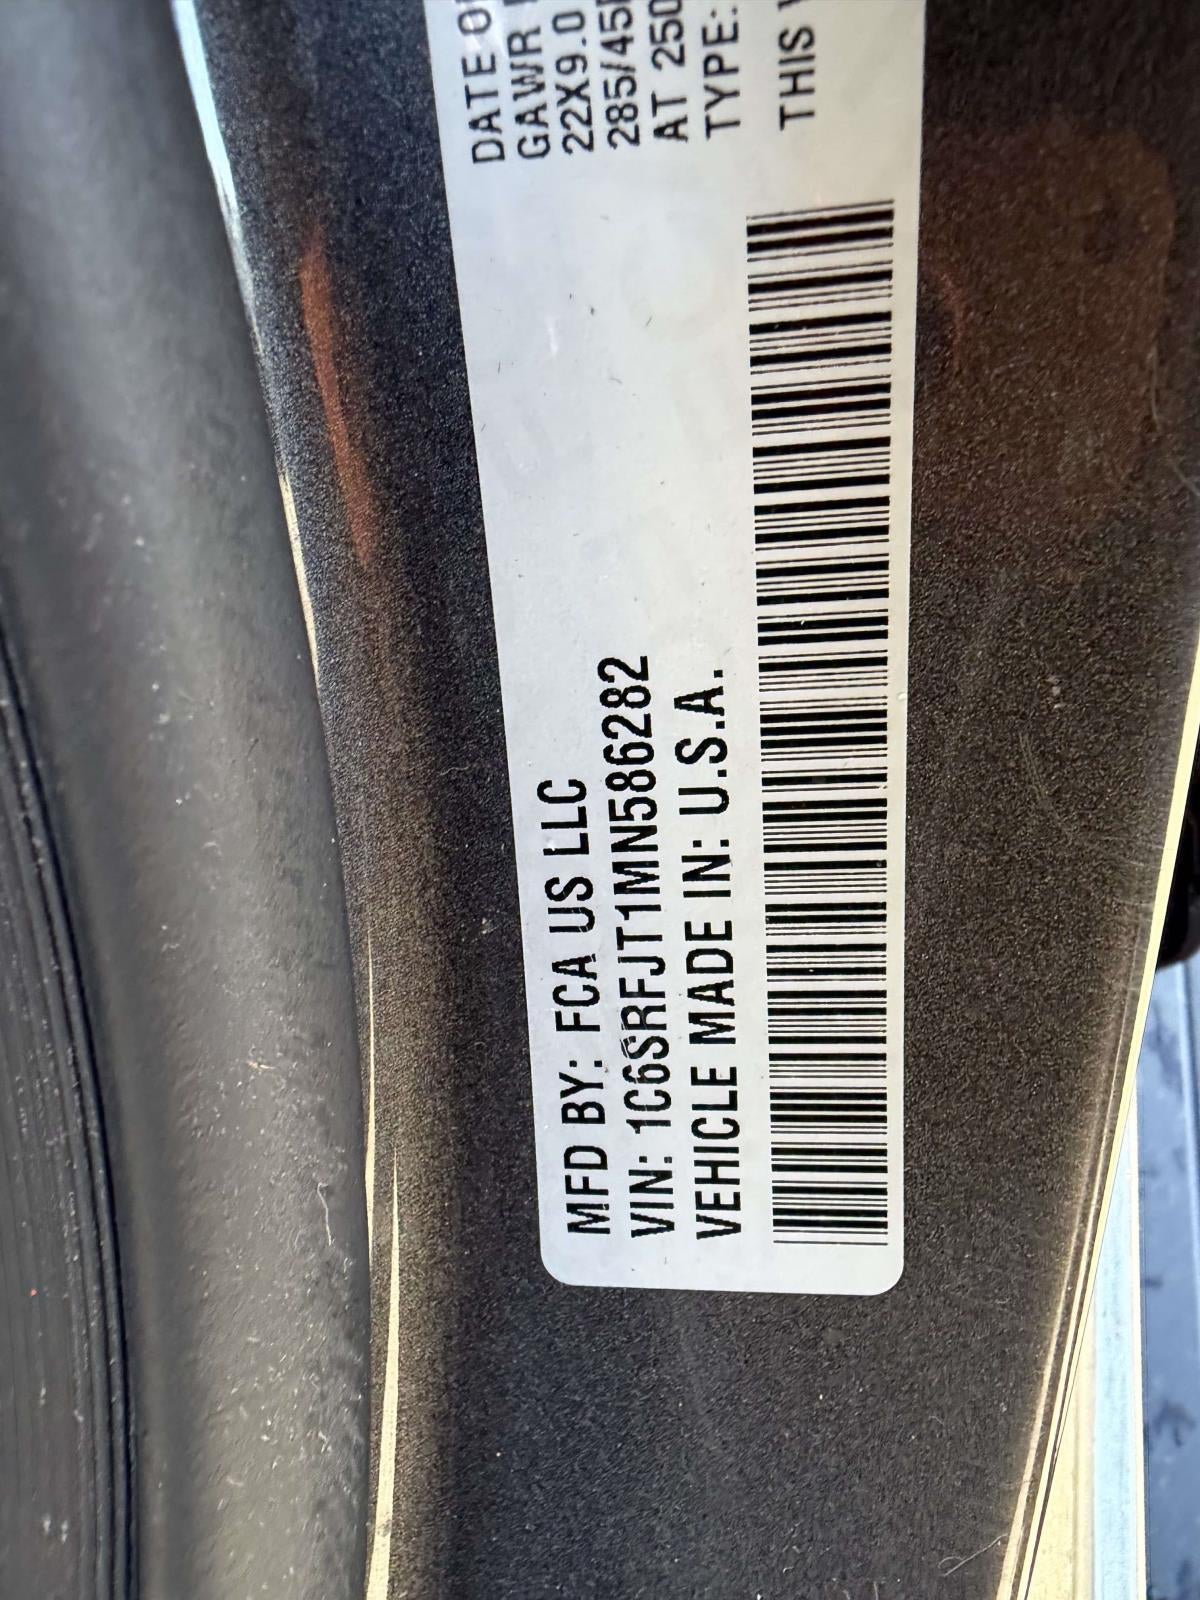 MFD BY: FCA US LLC
VIN: 1C6SRFJT1MN586282
VEHICLE MADE IN: U.S.A.
DATE
GAWR
22X9.0
285/45
AT 250
TYPE:
THIS